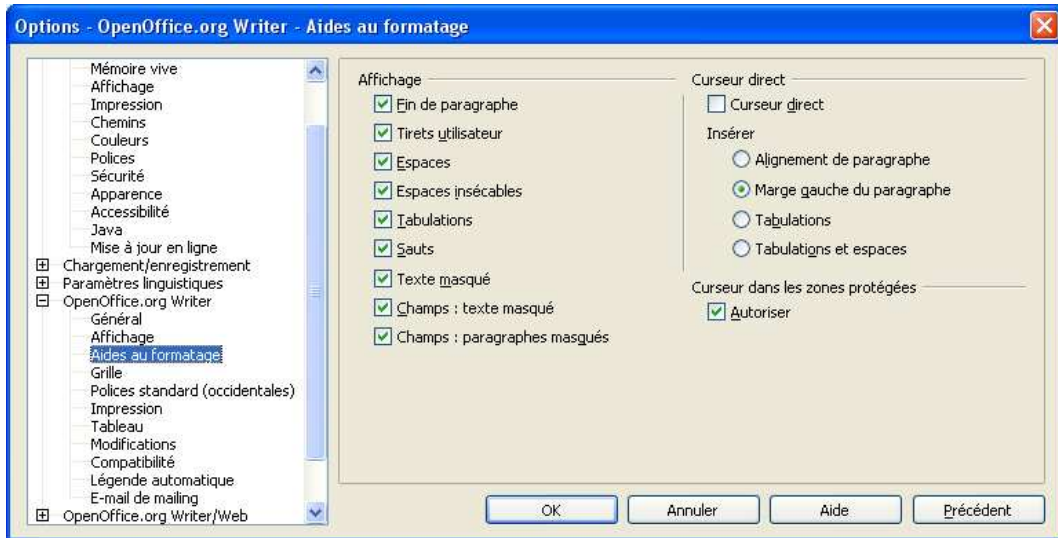 Options - OpenOffice.org Writer - Aides au formatage
Mémoire vive
Affichage
Impression
Chemins
Couleurs
Polices
Sécurité
Apparence
Accessibilité
Java
Mise à jour en ligne
Chargement/enregistrement
Paramètres linguistiques
OpenOffice.org Writer
Général
Affichage
Aides au formatage
Grille
Polices standard (occidentales)
Impression
Tableau
Modifications
Compatibilité
Légende automatique
E-mail de mailing
OpenOffice.org Writer/Web
Affichage
Fin de paragraphe
Tirets utilisateur
Espaces
Espaces insécables
Tabulations
Sauts
Texte masqué
Champs : texte masqué
Champs : paragraphes masqués
Curseur direct
Curseur direct
Insérer
Alignement de paragraphe
Marge gauche du paragraphe
Tabulations
Tabulations et espaces
Curseur dans les zones protégées
Autoriser
OK
Annuler
Aide
Précédent